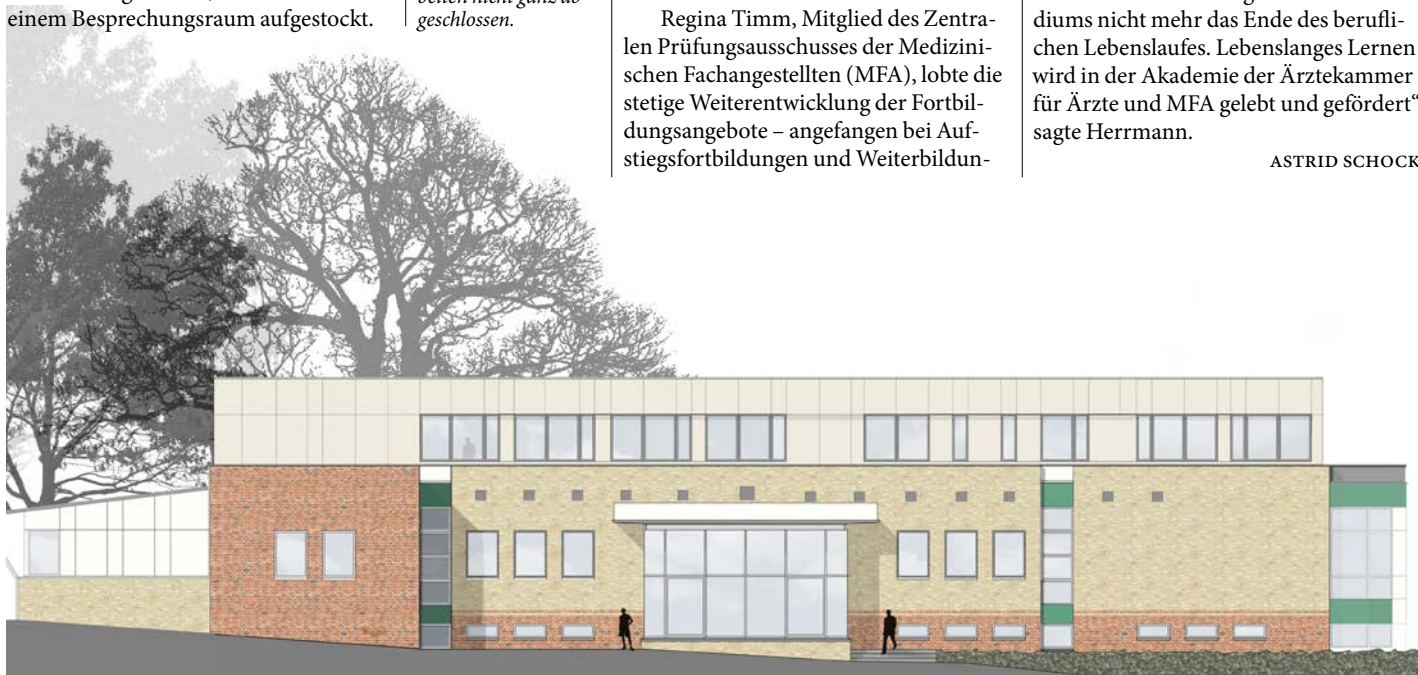 einem Besprechungsraum aufgestockt.
geschlossen.
Regina Timm, Mitglied des Zentra-
len Prüfungsausschusses der Medizini-
schen Fachangestellten (MFA), lobte die
stetige Weiterentwicklung der Fortbil-
dungsangebote – angefangen bei Auf-
stiegsfortbildungen und Weiterbildun-
diums nicht mehr das Ende des berufli-
chen Lebenslaufes. Lebenslanges Lernen
wird in der Akademie der Ärztekammer
für Ärzte und MFA gelebt und gefördert“
sagte Herrmann.
ASTRID SCHOCK